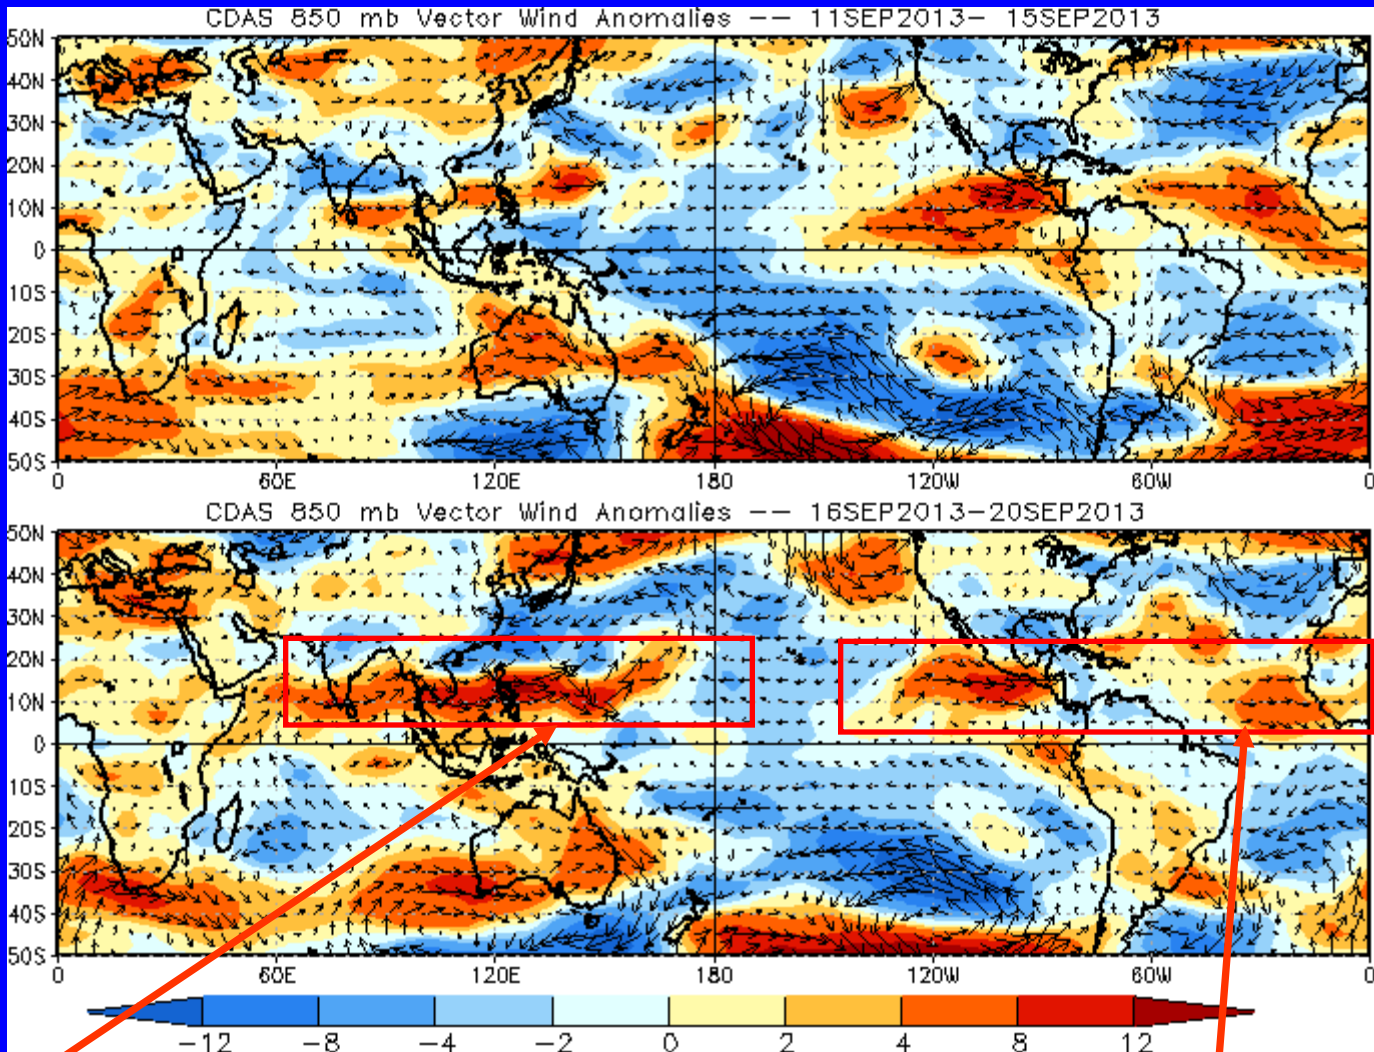 CDAS 850 mb Vector Wind Anomalies -- 11SEP2013- 15SEP2013
50N
40N
30N
20N
10N
0
10S
20S
30S
40S
50S
0 60E 120E 180 120W 60W 0
CDAS 850 mb Vector Wind Anomalies -- 16SEP2013-20SEP2013
50N
40N
30N
20N
10N
0
10S
20S
30S
40S
50S
0 60E 120E 180 120W 60W 0
-12 -8 -4 -2 0 2 4 8 12